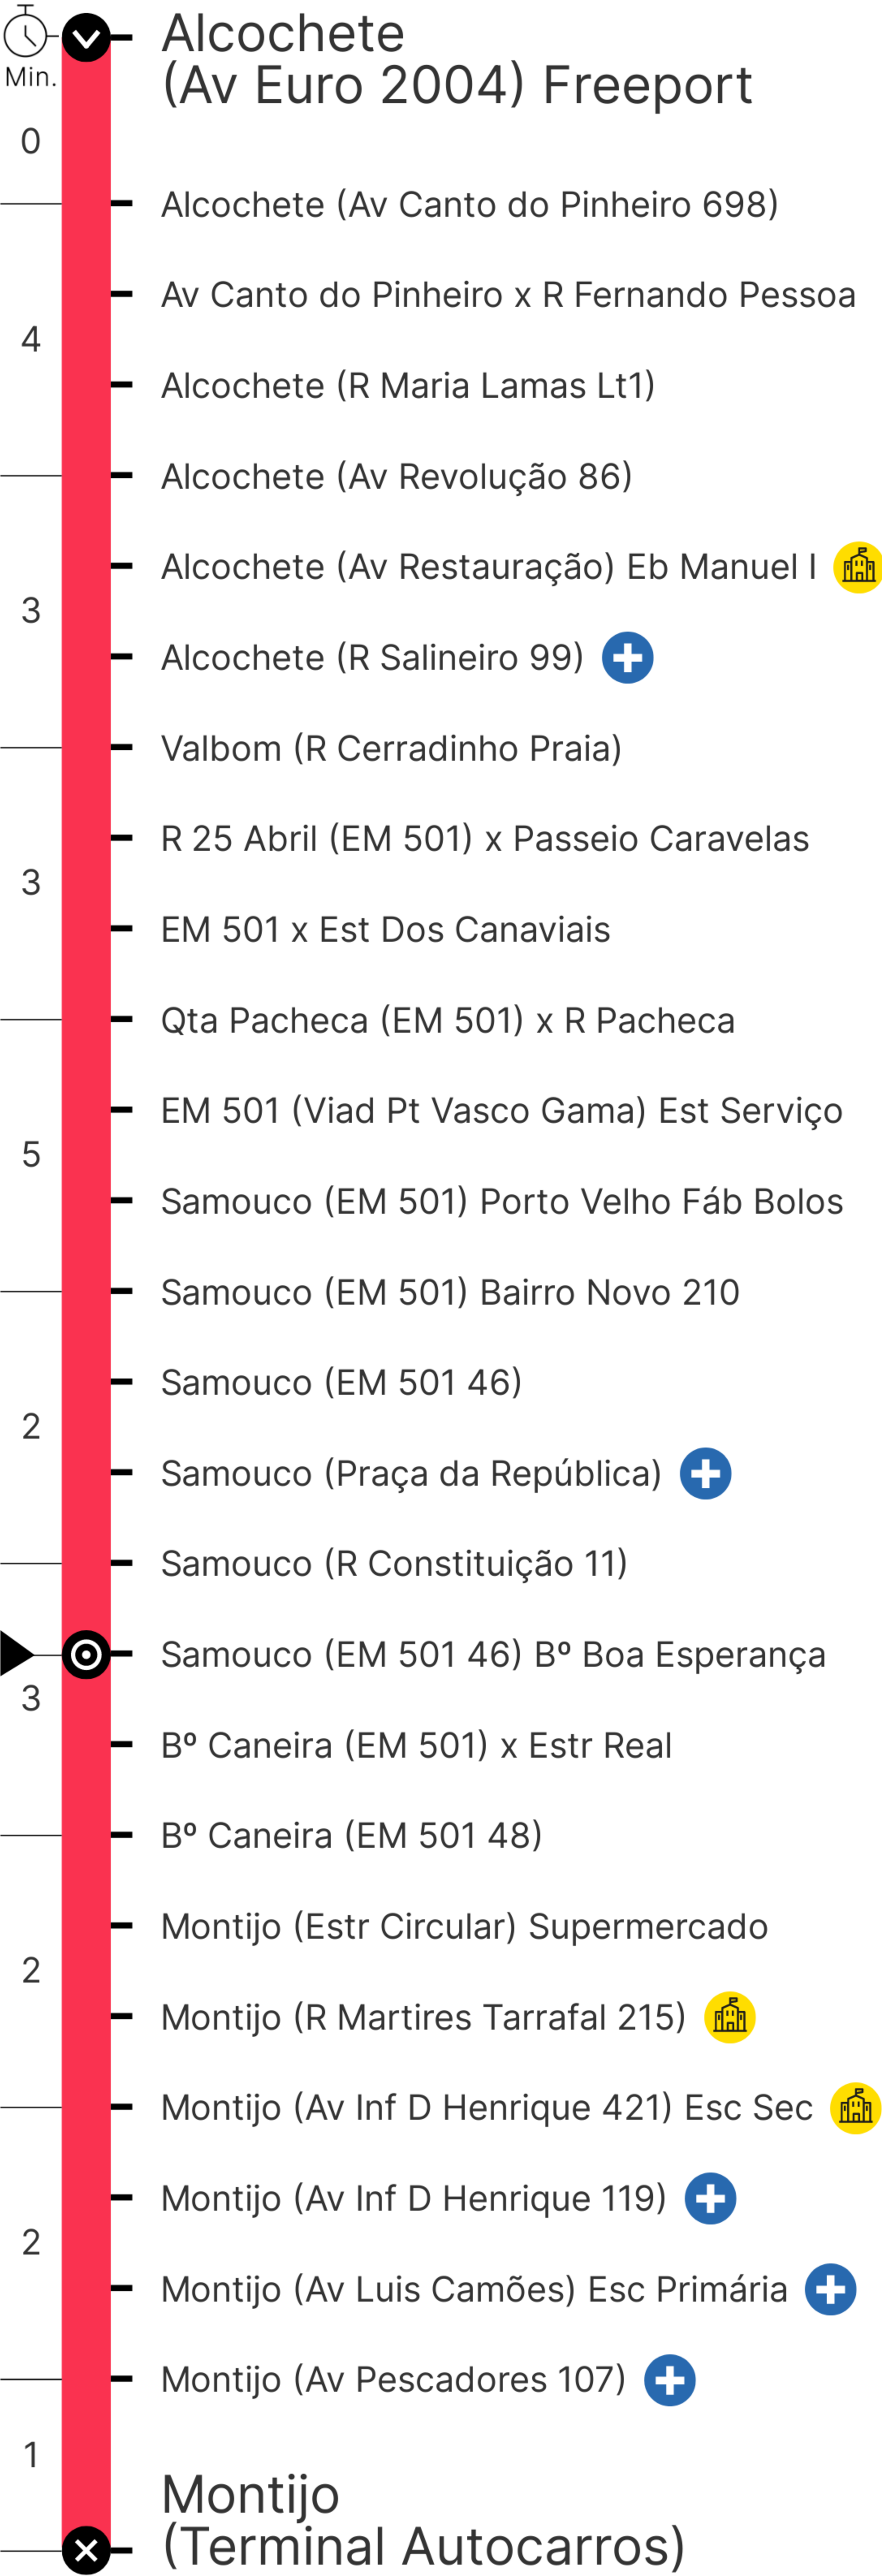 Min.
Alcochete
(Av Euro 2004) Freeport
0
Alcochete (Av Canto do Pinheiro 698)
Av Canto do Pinheiro x R Fernando Pessoa
4
Alcochete (R Maria Lamas Lt1)
Alcochete (Av Revolução 86)
Alcochete (Av Restauração) Eb Manuel I
3
Alcochete (R Salineiro 99)
Valbom (R Cerradinho Praia)
R 25 Abril (EM 501) x Passeio Caravelas
3
EM 501 x Est Dos Canaviais
Qta Pacheca (EM 501) x R Pacheca
EM 501 (Viad Pt Vasco Gama) Est Serviço
5
Samouco (EM 501) Porto Velho Fáb Bolos
Samouco (EM 501) Bairro Novo 210
Samouco (EM 501 46)
2
Samouco (Praça da República)
Samouco (R Constituição 11)
Samouco (EM 501 46) Bº Boa Esperança
3
Bº Caneira (EM 501) x Estr Real
Bº Caneira (EM 501 48)
Montijo (Estr Circular) Supermercado
2
Montijo (R Martires Tarrafal 215)
Montijo (Av Inf D Henrique 421) Esc Sec
Montijo (Av Inf D Henrique 119)
2
Montijo (Av Luis Camões) Esc Primária
Montijo (Av Pescadores 107)
1
Montijo
(Terminal Autocarros)